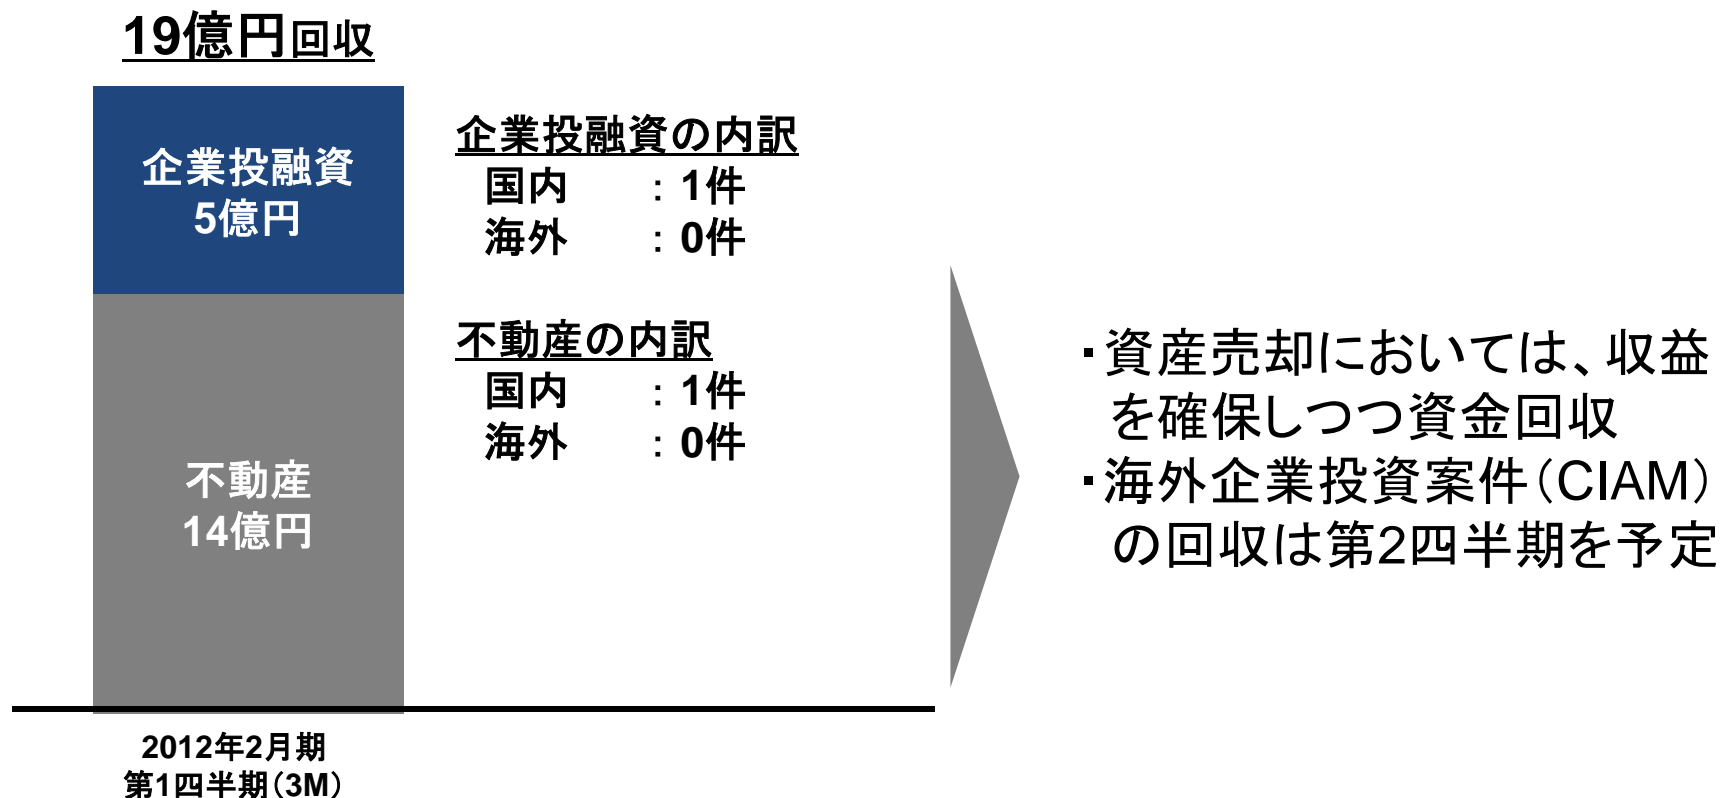 19億円回収
企業投融資
5億円
不動産
14億円
2012年2月期
第1四半期（3M）
企業投融資の内訳
国内 ：1件
海外 ：0件
不動産の内訳
国内 ：1件
海外 ：0件
・資産売却においては、収益
を確保しつつ資金回収
・海外企業投資案件（CIAM）
の回収は第2四半期を予定